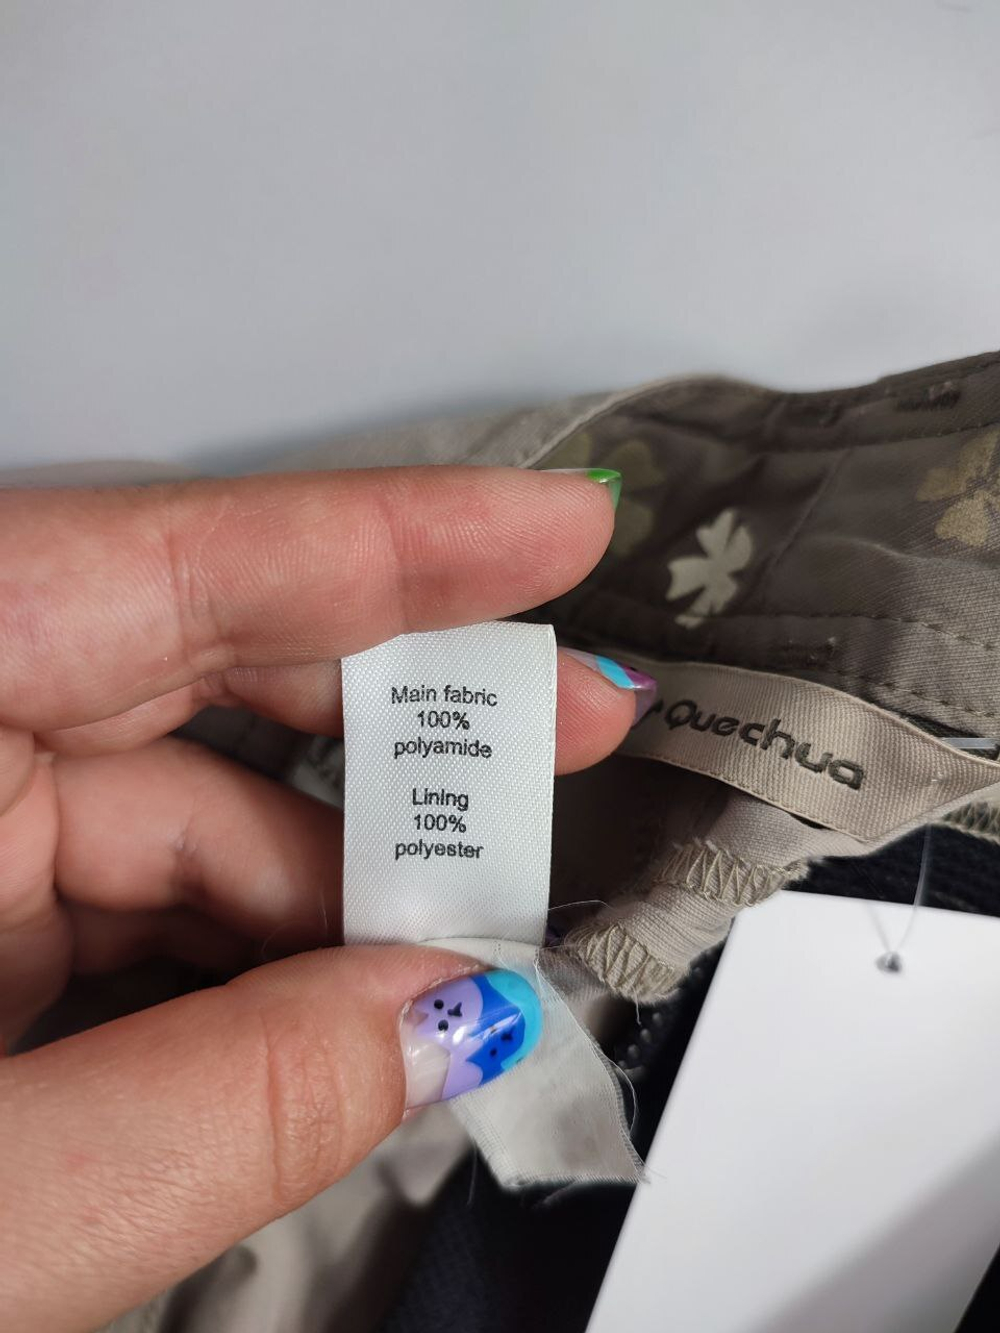 Main fabric
100%
polyamide
Lining
100%
polyester
Quechua